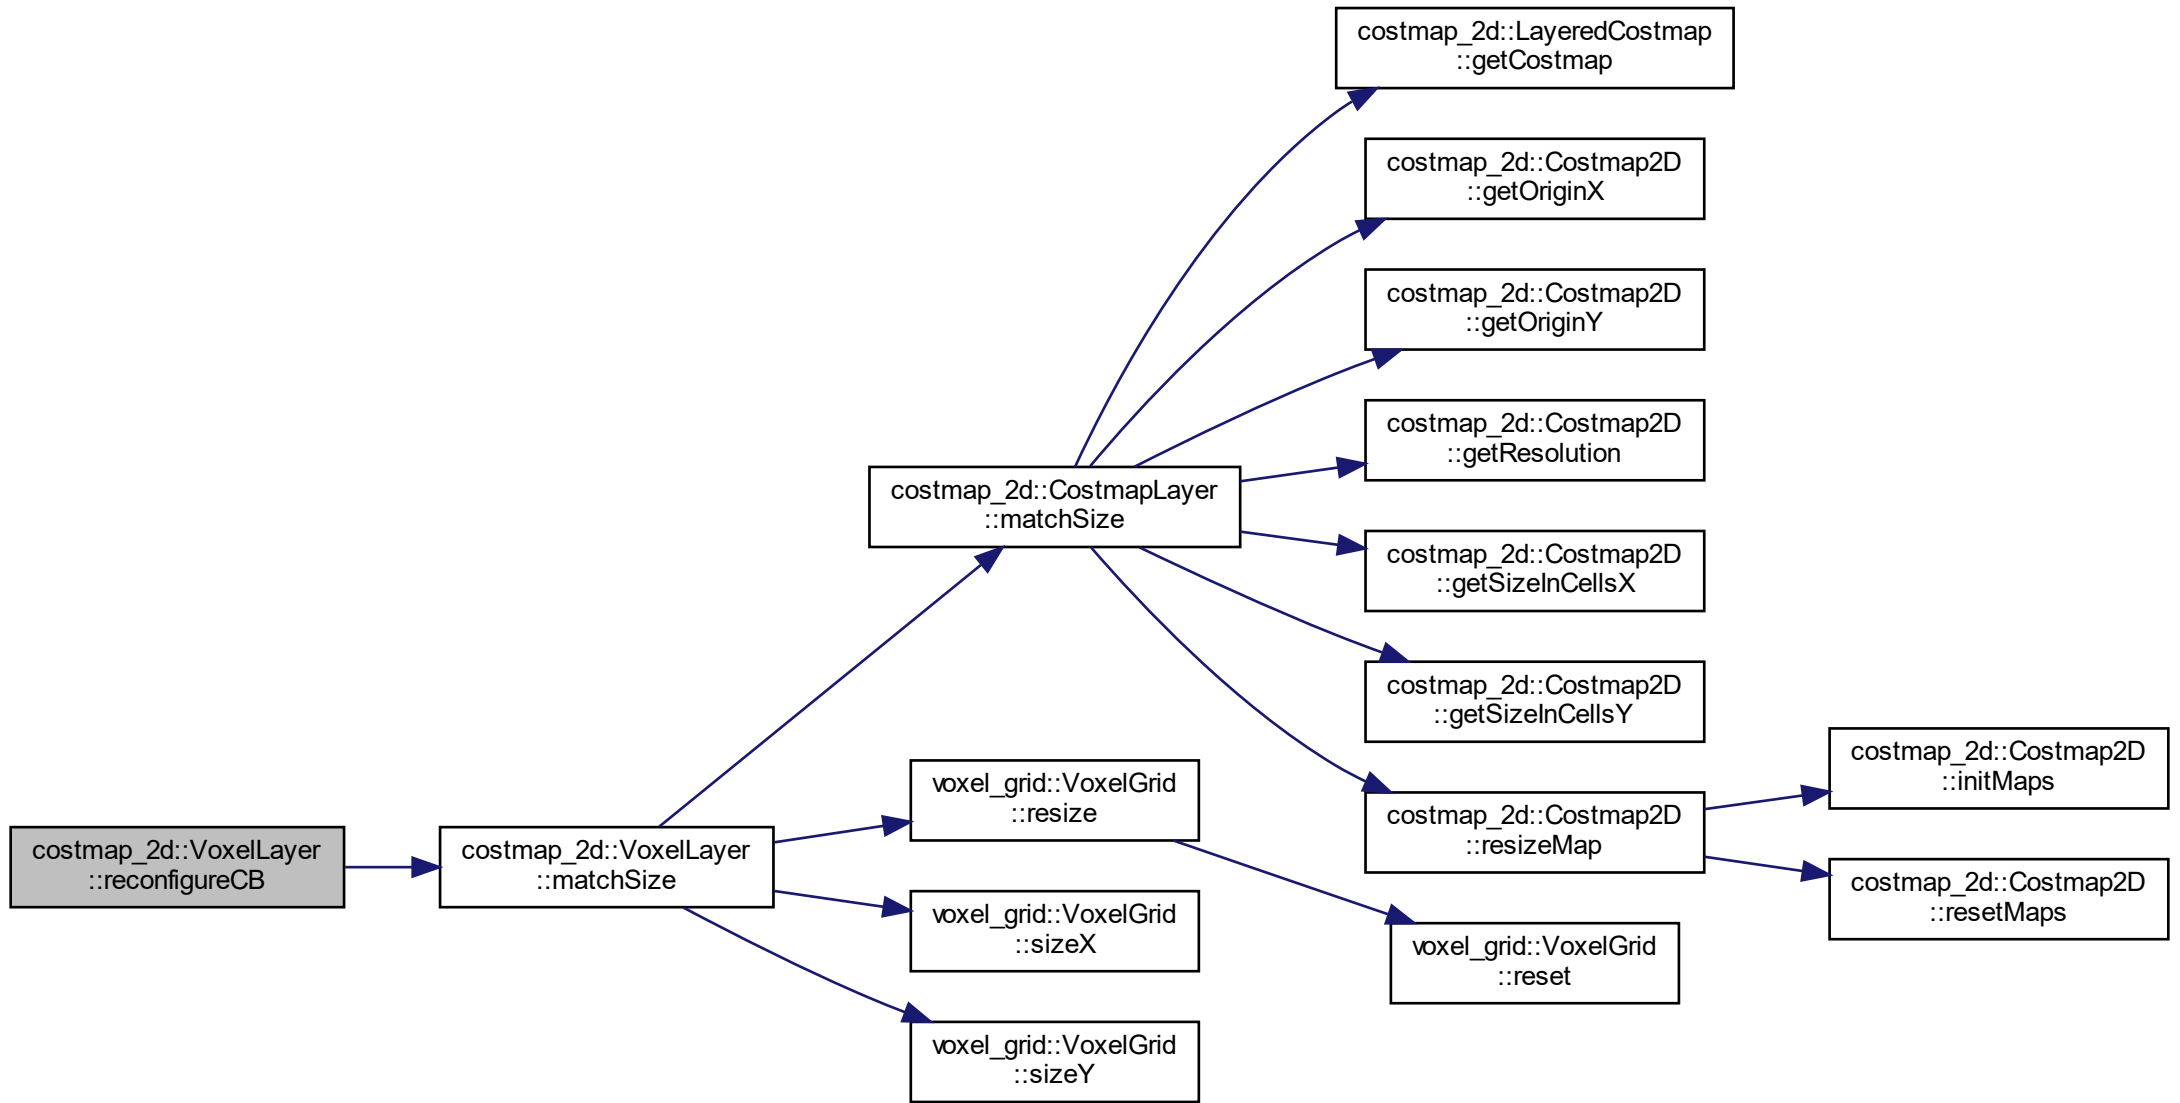 costmap_2d::LayeredCostmap
::getCostmap
costmap_2d::Costmap2D
::getOriginX
costmap_2d::Costmap2D
::getOriginY
costmap_2d::Costmap2D
::getResolution
costmap_2d::CostmapLayer
::matchSize
costmap_2d::Costmap2D
::getSizeInCellsX
costmap_2d::Costmap2D
::getSizeInCellsY
costmap_2d::Costmap2D
::initMaps
voxel_grid::VoxelGrid
::resize
costmap_2d::Costmap2D
::resizeMap
costmap_2d::VoxelLayer
::reconfigureCB
costmap_2d::VoxelLayer
::matchSize
costmap_2d::Costmap2D
::resetMaps
voxel_grid::VoxelGrid
::sizeX
voxel_grid::VoxelGrid
::reset
voxel_grid::VoxelGrid
::sizeY